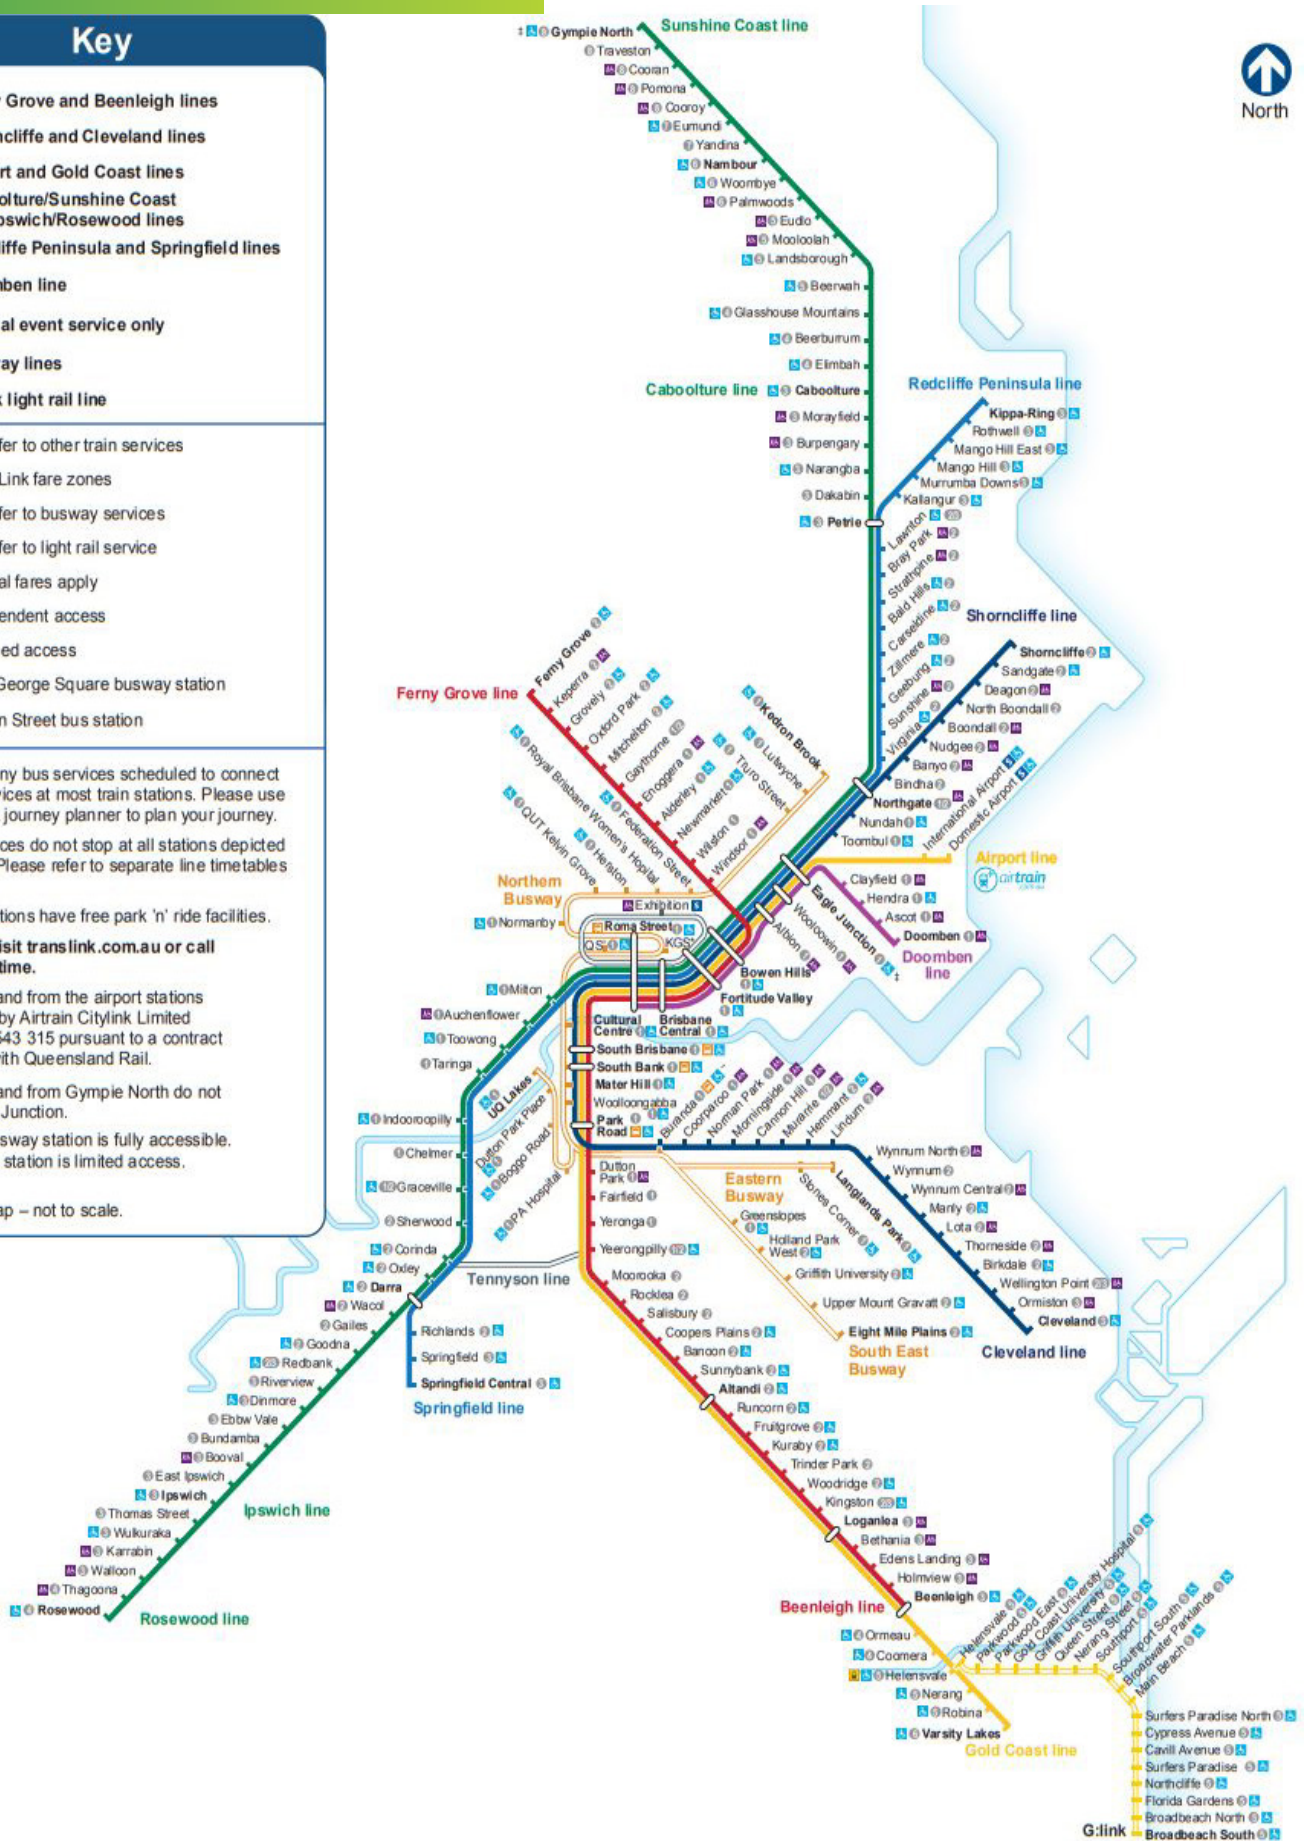 Key
Grove and Beenleigh lines
ncliffe and Cleveland lines
rt and Gold Coast lines
olture/Sunshine Coast
pswich/Rosewood lines
liffe Peninsula and Springfield lines
ben line
al event service only
ay lines
light rail line
fer to other train services
Link fare zones
fer to busway services
fer to light rail service
al fares apply
endent access
ed access
George Square busway station
n Street bus station
ny bus services scheduled to connect
vices at most train stations. Please use
journey planner to plan your journey.
ces do not stop at all stations depicted
Please refer to separate line timetables
tions have free park 'n' ride facilities.
isit translink.com.au or call
time.
and from the airport stations
by Airtrain Citylink Limited
543 315 pursuant to a contract
with Queensland Rail.
and from Gympie North do not
Junction.
usway station is fully accessible.
station is limited access.
ap – not to scale.
North
Sunshine Coast line
Gympie North
Traveston
Cooran
Pomona
Cooroy
Eumundi
Yandina
Nambour
Woombye
Palmwoods
Eudlo
Mooloolah
Landsborough
Beerwah
Glasshouse Mountains
Beerburrum
Elimbah
Caboolture line
Caboolture
Morayfield
Burpengary
Narangba
Dakabin
Petrie
Redcliffe Peninsula line
Kippa-Ring
Rothwell
Mango Hill East
Mango Hill
Murrumba Downs
Kallangur
Lawnton
Bray Park
Strathpine
Bald Hills
Carseldine
Zillmere
Geebung
Sunshine
Virginia
Shorncliffe line
Shorncliffe
Sandgate
Deagon
North Boondall
Boondall
Nudgee
Banyo
Bindha
Northgate
Nundah
Toombul
International Airport
Domestic Airport
Airport line
airtrain
Clayfield
Hendra
Ascot
Doomben
Doomben
line
Eagle Junction
Wooloowin
Albion
Bowen Hills
Fortitude Valley
Ferny Grove line
Ferny Grove
Keperra
Grovely
Oxford Park
Mitchelton
Gaythorne
Enoggera
Alderley
Newmarket
Wilston
Windsor
Kedron Brook
Lutwyche
Truro Street
Federation Street
Royal Brisbane Women's Hopital
Herston
QUT Kelvin Grove
Northern
Busway
Normanby
Exhibition
Roma Street
QS
KGS*
Cultural
Centre
Brisbane
Central
South Brisbane
South Bank
Mater Hill
Woolloongabba
Park
Road
Milton
Auchenflower
Toowong
Taringa
Indooroopilly
Chelmer
Graceville
Sherwood
Corinda
Oxley
Darra
Wacol
Gailes
Goodna
Redbank
Riverview
Dinmore
Ebbw Vale
Bundamba
Booval
East Ipswich
Ipswich
Thomas Street
Wulkuraka
Karrabin
Walloon
Thagoona
Rosewood
Ipswich line
Rosewood line
Richlands
Springfield
Springfield Central
Springfield line
Tennyson line
UQ Lakes
Dutton Park Place
Boggo Road
PA Hospital
Buranda
Coorparoo
Norman Park
Morningside
Cannon Hill
Murarrie
Hemmant
Lindum
Wynnum North
Wynnum
Wynnum Central
Manly
Lota
Thorneside
Birkdale
Wellington Point
Ormiston
Cleveland
Cleveland line
Eastern
Busway
Stones Corner
Langlands Park
Greenslopes
Holland Park
West
Griffith University
Upper Mount Gravatt
Eight Mile Plains
South East
Busway
Dutton
Park
Fairfield
Yeronga
Yeerongpilly
Moorooka
Rocklea
Salisbury
Coopers Plains
Banoon
Sunnybank
Altandi
Runcorn
Fruitgrove
Kuraby
Trinder Park
Woodridge
Kingston
Loganlea
Bethania
Edens Landing
Holmview
Beenleigh
Beenleigh line
Ormeau
Coomera
Helensvale
Nerang
Robina
Varsity Lakes
Gold Coast line
Helensvale
Parkwood
Parkwood East
Gold Coast University Hospital
Griffith University
Queen Street
Nerang Street
Southport
Southport South
Broadwater Parklands
Main Beach
Surfers Paradise North
Cypress Avenue
Cavill Avenue
Surfers Paradise
Northcliffe
Florida Gardens
Broadbeach North
G:link
Broadbeach South